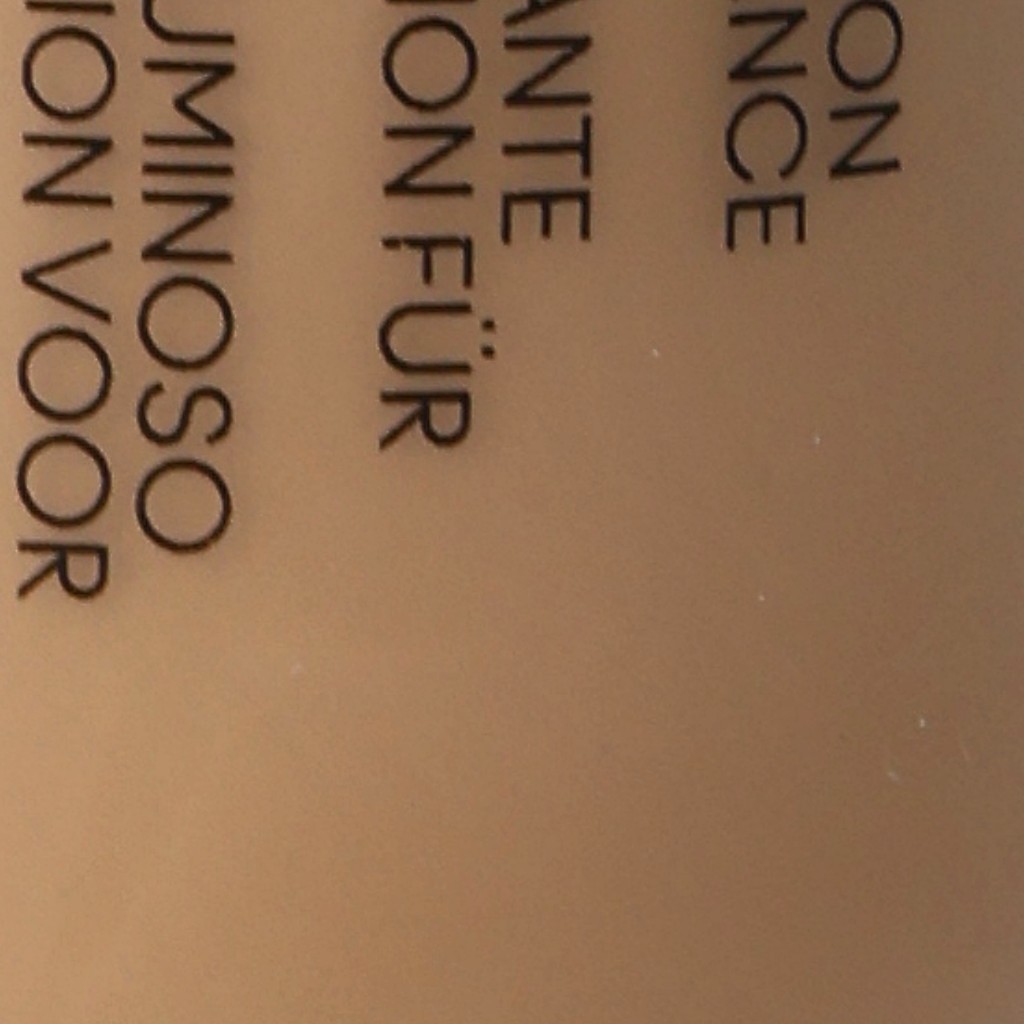 ON
NCE
ANTE
ION FÜR
UMINOSO
ION VOOR